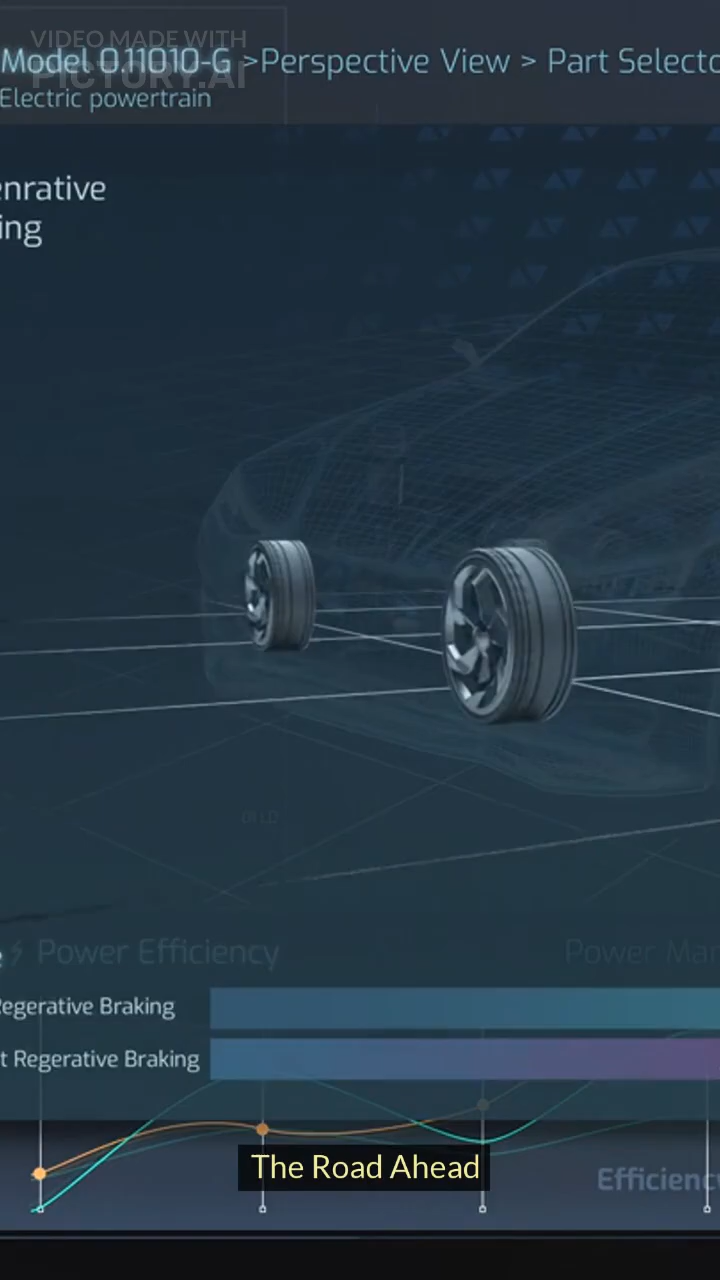 VIDEO MADE WITH
PICTORY.AI
Model 0.11010-G >Perspective View > Part Selecto
Electric powertrain
enrative
ing
Power Efficiency
Power Mar
Regerative Braking
t Regerative Braking
The Road Ahead
Efficienc